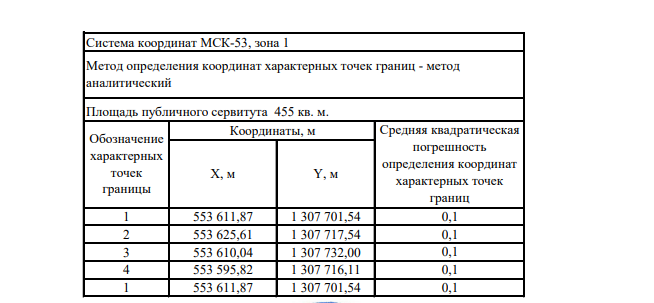 Система координат МСК-53, зона 1
Метод определения координат характерных точек границ - метод
аналитический
Площадь публичного сервитута 455 кв. м.
Обозначение характерных точек границы
Координаты, м
X, м
Y, м
Средняя квадратическая погрешность определения координат характерных точек границ
1 553 611,87 1 307 701,54 0,1
2 553 625,61 1 307 717,54 0,1
3 553 610,04 1 307 732,00 0,1
4 553 595,82 1 307 716,11 0,1
1 553 611,87 1 307 701,54 0,1